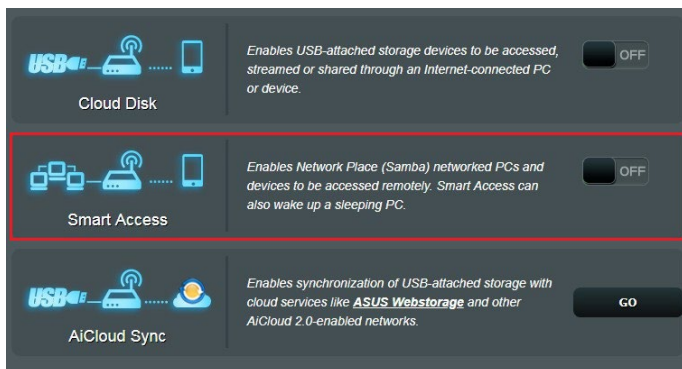 Enables USB-attached storage devices to be accessed,
USB
streamed or shared through an Internet-connected PC
OFF
or device.
Cloud Disk
Enables Network Place (Samba) networked PCs and
devices to be accessed remotely. Smart Access can
OFF
also wake up a sleeping PC.
Smart Access
Enables synchronization of USB-attached storage with
USB
cloud services like ASUS Webstorage and other
GO
AiCloud 2.0-enabled networks.
AiCloud Sync